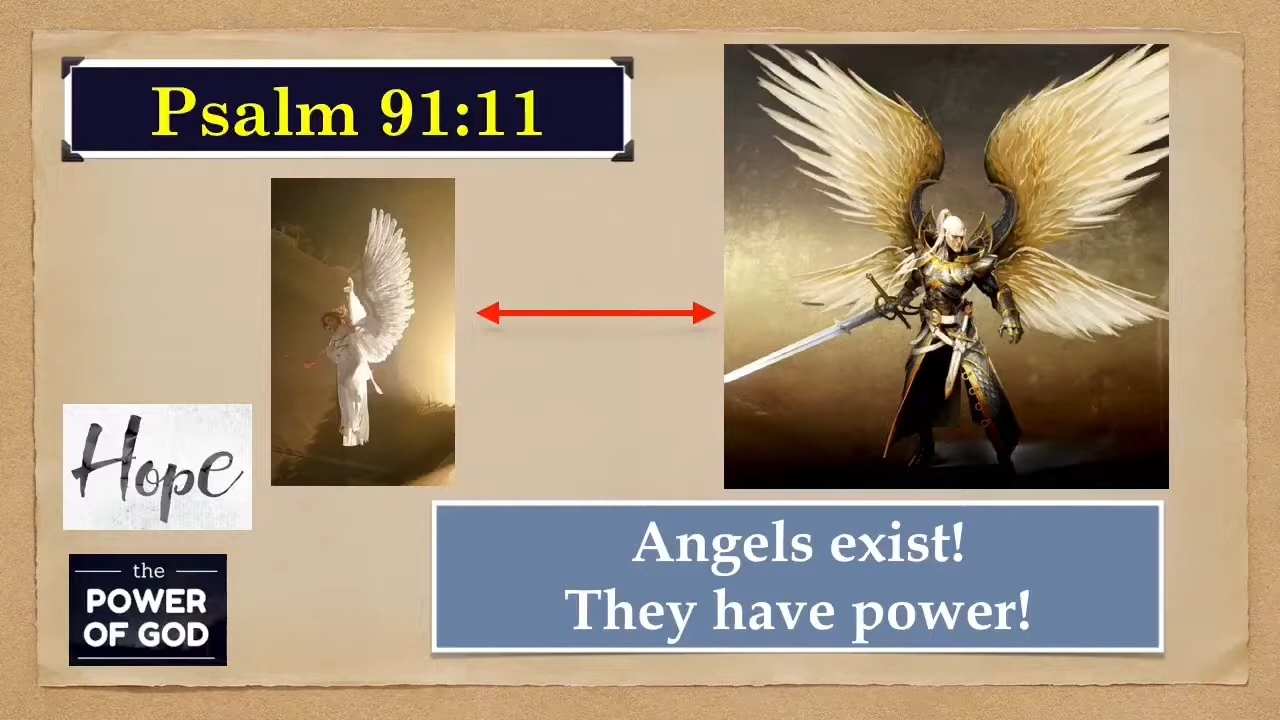 Psalm 91:11
Hope
the
POWER
OF GOD
Angels exist!
They have power!